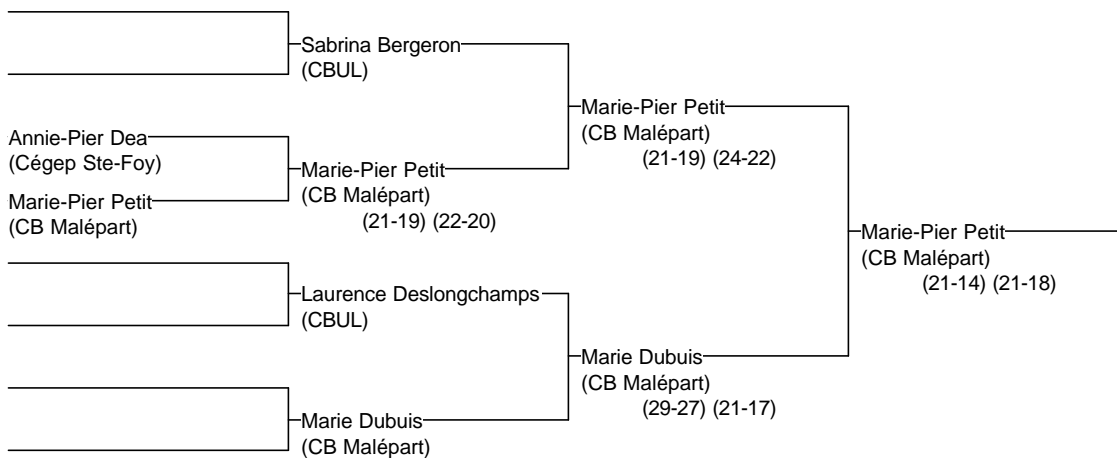 Sabrina Bergeron
(CBUL)
Marie-Pier Petit
(CB Malépart)
(21-19) (24-22)
Annie-Pier Dea
(Cégep Ste-Foy)
Marie-Pier Petit
(CB Malépart)
(21-19) (22-20)
Marie-Pier Petit
(CB Malépart)
Marie-Pier Petit
(CB Malépart)
(21-14) (21-18)
Laurence Deslongchamps
(CBUL)
Marie Dubuis
(CB Malépart)
(29-27) (21-17)
Marie Dubuis
(CB Malépart)